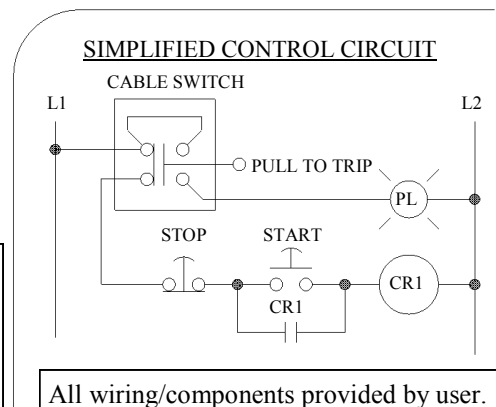 SIMPLIFIED CONTROL CIRCUIT
CABLE SWITCH
L1
L2
PULL TO TRIP
PL
STOP
START
CR1
CR1
All wiring/components provided by user.